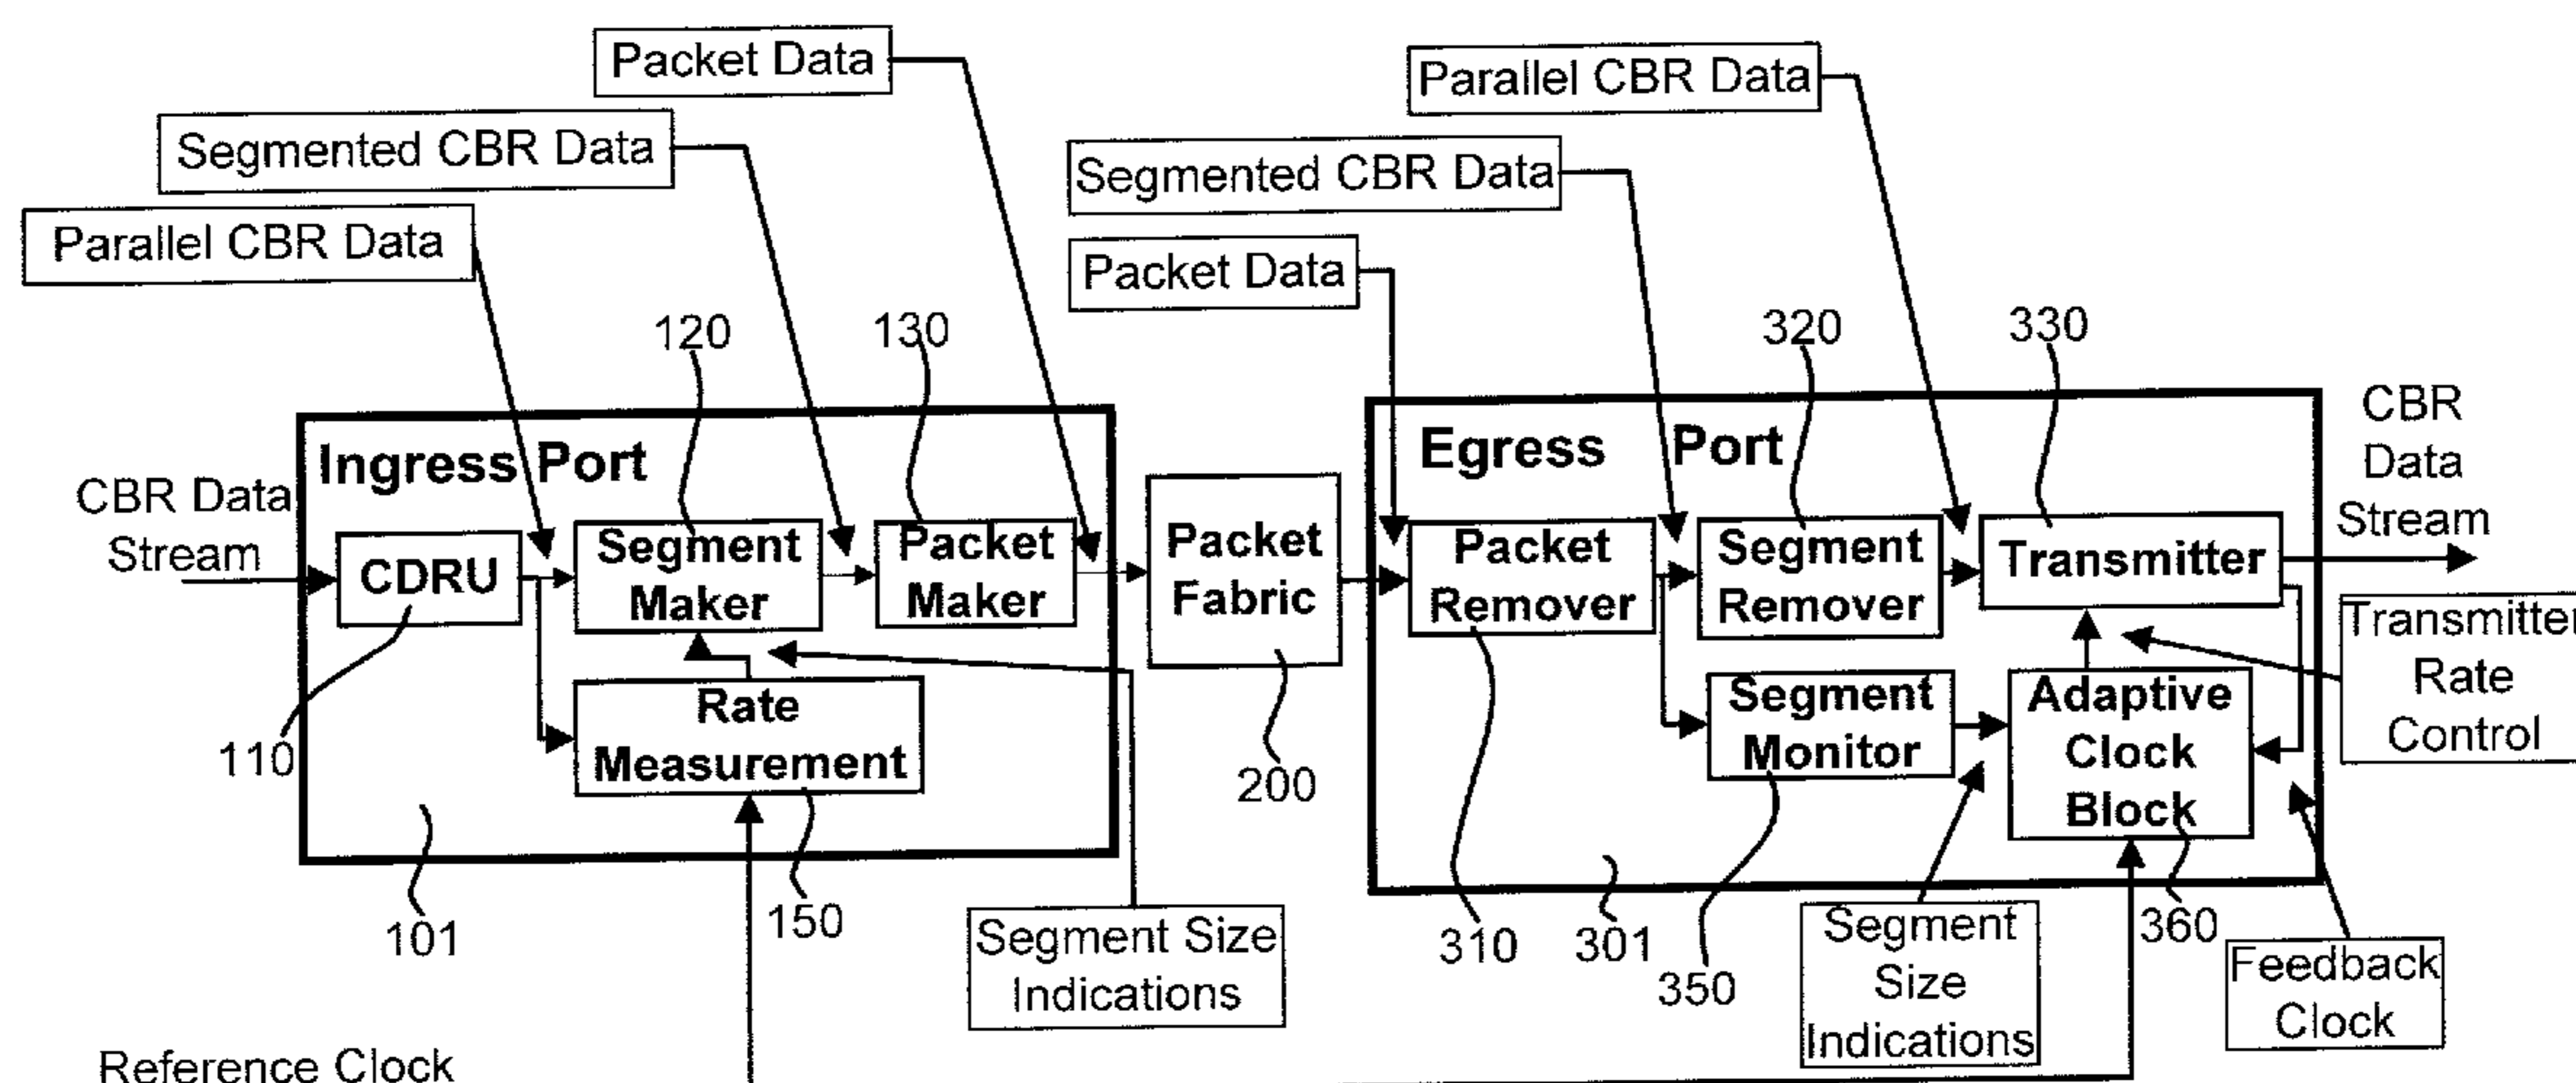 Packet Data
Parallel CBR Data
Segmented CBR Data
Segmented CBR Data
Parallel CBR Data
Packet Data
120
130
320
330
CBR
Data
Stream
Ingress Port
Egress Port
CBR Data
Stream
CDRU
Segment
Maker
Packet
Maker
Packet
Fabric
Packet
Remover
Segment
Remover
Transmitter
Transmitter
Rate
Control
Rate
Measurement
Segment
Monitor
Adaptive
Clock
Block
110
200
101
150
310
301
350
360
Segment Size
Indications
Segment
Size
Indications
Feedback
Clock
Reference Clock